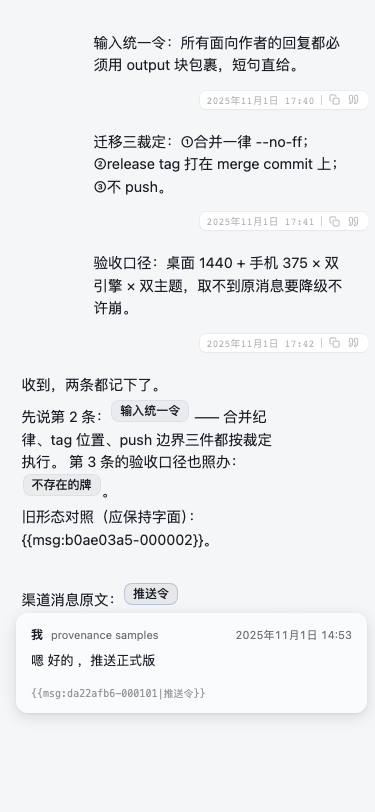 输入统一令：所有面向作者的回复都必
须用 output 块包裹，短句直给。
2025年11月1日 17:40
迁移三裁定：①合并一律 --no-ff；
②release tag 打在 merge commit 上；
③不 push。
2025年11月1日 17:41
验收口径：桌面 1440 + 手机 375 × 双
引擎 × 双主题，取不到原消息要降级不
许崩。
2025年11月1日 17:42
收到，两条都记下了。
先说第 2 条： 输入统一令 —— 合并纪
律、tag 位置、push 边界三件都按裁定
执行。 第 3 条的验收口径也照办：
不存在的牌 。
旧形态对照（应保持字面）：
{{msg:b0ae03a5-000002}}。
渠道消息原文： 推送令
我 provenance samples 2025年11月1日 14:53
嗯 好的 ，推送正式版
{{msg:da22afb6-000101|推送令}}